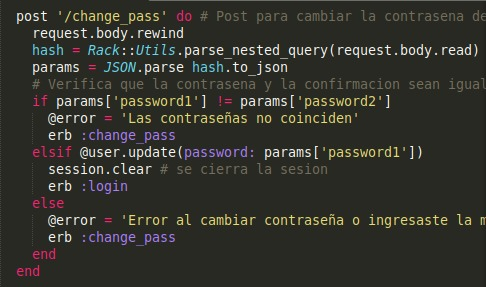 post '/change_pass' do # Post para cambiar la contrasena de
request.body.rewind
hash = Rack::Utils.parse_nested_query(request.body.read)
params = JSON.parse hash.to_json
# Verifica que la contrasena y la confirmacion sean igual
if params['password1'] != params['password2']
@error = 'Las contraseñas no coinciden'
erb :change_pass
elsif @user.update(password: params['password1'])
session.clear # se cierra la sesion
erb :login
else
@error = 'Error al cambiar contraseña o ingresaste la m
erb :change_pass
end
end